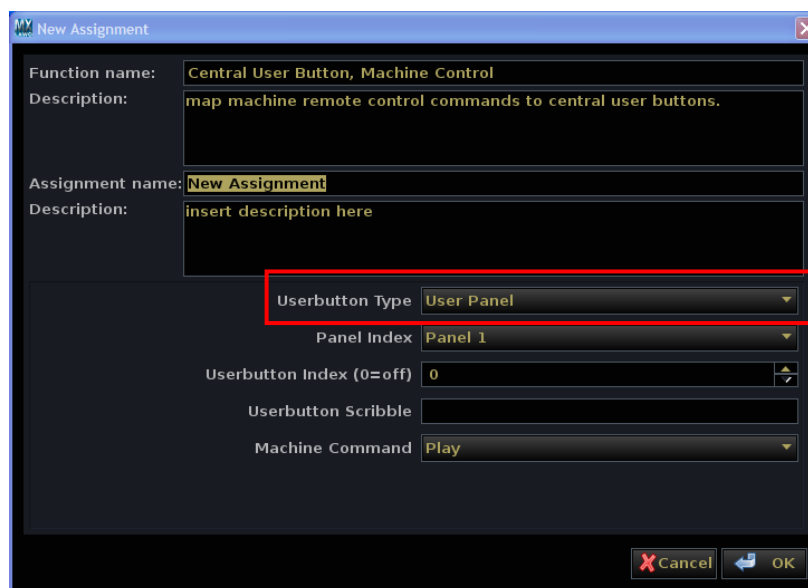 New Assignment
Function name: Central User Button, Machine Control
Description: map machine remote control commands to central user buttons.
Assignment name: New Assignment
Description: insert description here
Userbutton Type User Panel
Panel Index Panel 1
Userbutton Index (0=off) 0
Userbutton Scribble
Machine Command Play
Cancel OK